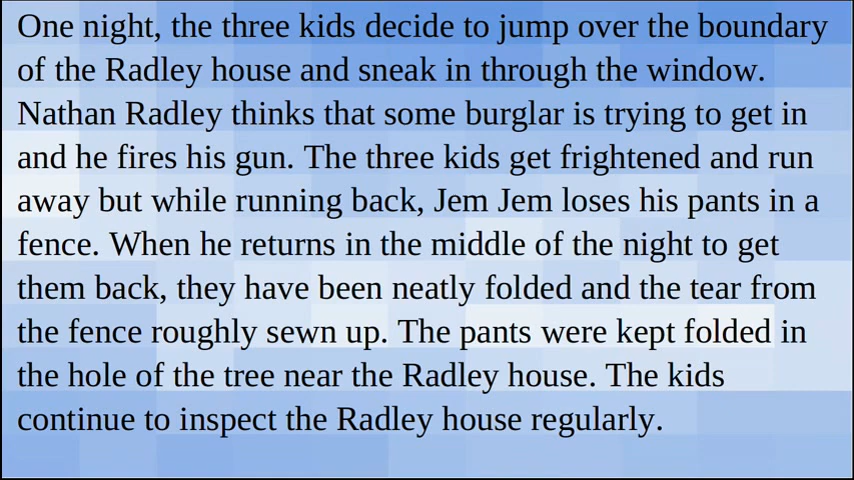 One night, the three kids decide to jump over the boundary
of the Radley house and sneak in through the window.
Nathan Radley thinks that some burglar is trying to get in
and he fires his gun. The three kids get frightened and run
away but while running back, Jem Jem loses his pants in a
fence. When he returns in the middle of the night to get
them back, they have been neatly folded and the tear from
the fence roughly sewn up. The pants were kept folded in
the hole of the tree near the Radley house. The kids
continue to inspect the Radley house regularly.